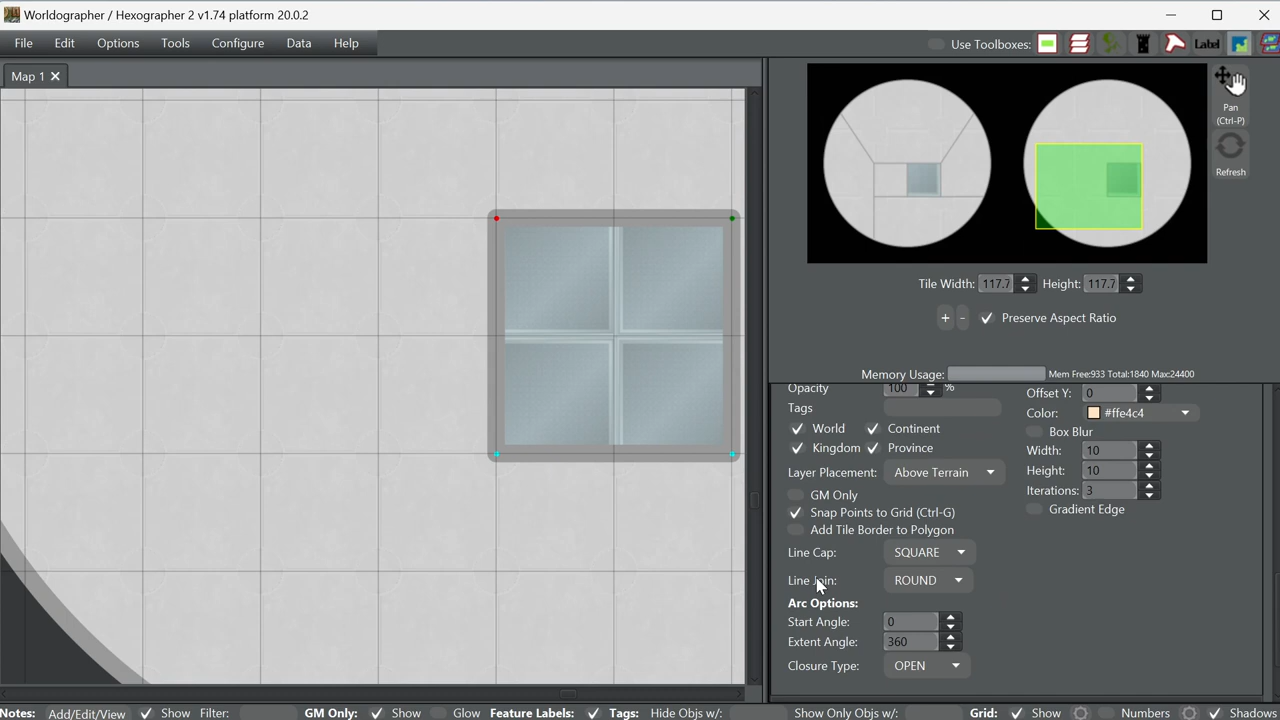 Worldographer / Hexographer 2 v1.74 platform 20.0.2
File Edit Options Tools Configure Data Help
Use Toolboxes: Label
Map 1
Pan
(Ctrl-P)
Refresh
Tile Width: 117.7 Height: 117.7
+ - Preserve Aspect Ratio
Memory Usage: Mem Free:933 Total:1840 Max:24400
Opacity 100 %
Tags
World Continent
Kingdom Province
Layer Placement: Above Terrain
GM Only
Snap Points to Grid (Ctrl-G)
Add Tile Border to Polygon
Line Cap: SQUARE
Line Join: ROUND
Arc Options:
Start Angle: 0
Extent Angle: 360
Closure Type: OPEN
Offset Y: 0
Color: #ffe4c4
Box Blur
Width: 10
Height: 10
Iterations: 3
Gradient Edge
Notes: Add/Edit/View Show Filter: GM Only: Show Glow Feature Labels: Tags: Hide Objs w/: Show Only Objs w/: Grid: Show Numbers Shadows